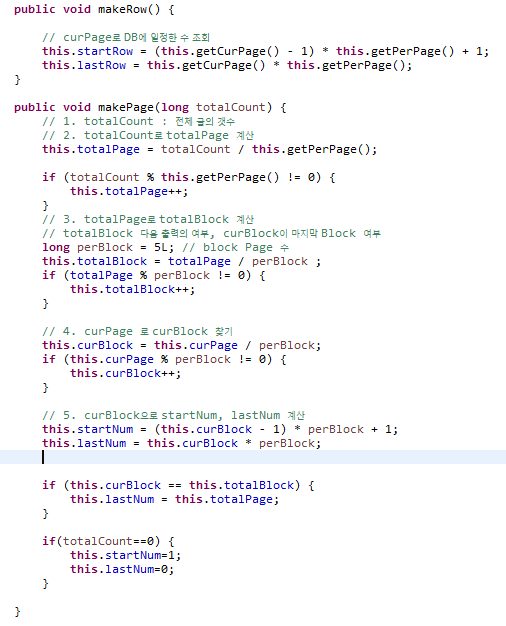 public void makeRow() {
// curPage로 DB에 일정한 수 조회
this.startRow = (this.getCurPage() - 1) * this.getPerPage() + 1;
this.lastRow = this.getCurPage() * this.getPerPage();
}
public void makePage(long totalCount) {
// 1. totalCount : 전체 글의 갯수
// 2. totalCount로 totalPage 계산
this.totalPage = totalCount / this.getPerPage();
if (totalCount % this.getPerPage() != 0) {
this.totalPage++;
}
// 3. totalPage로 totalBlock 계산
// totalBlock 다음 출력의 여부, curBlock이 마지막 Block 여부
long perBlock = 5L; // block Page 수
this.totalBlock = totalPage / perBlock ;
if (totalPage % perBlock != 0) {
this.totalBlock++;
}
// 4. curPage 로 curBlock 찾기
this.curBlock = this.curPage / perBlock;
if (this.curPage % perBlock != 0) {
this.curBlock++;
}
// 5. curBlock으로 startNum, lastNum 계산
this.startNum = (this.curBlock - 1) * perBlock + 1;
this.lastNum = this.curBlock * perBlock;
if (this.curBlock == this.totalBlock) {
this.lastNum = this.totalPage;
}
if(totalCount==0) {
this.startNum=1;
this.lastNum=0;
}
}